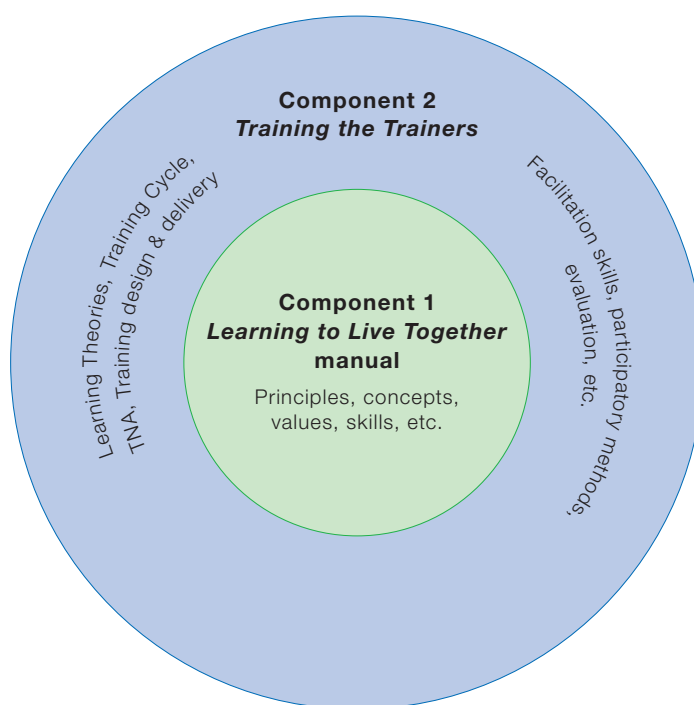 Component 2
Training the Trainers
Learning Theories, Training Cycle,
TNA, Training design & delivery
Facilitation skills, participatory methods,
evaluation, etc.
Component 1
Learning to Live Together
manual
Principles, concepts,
values, skills, etc.